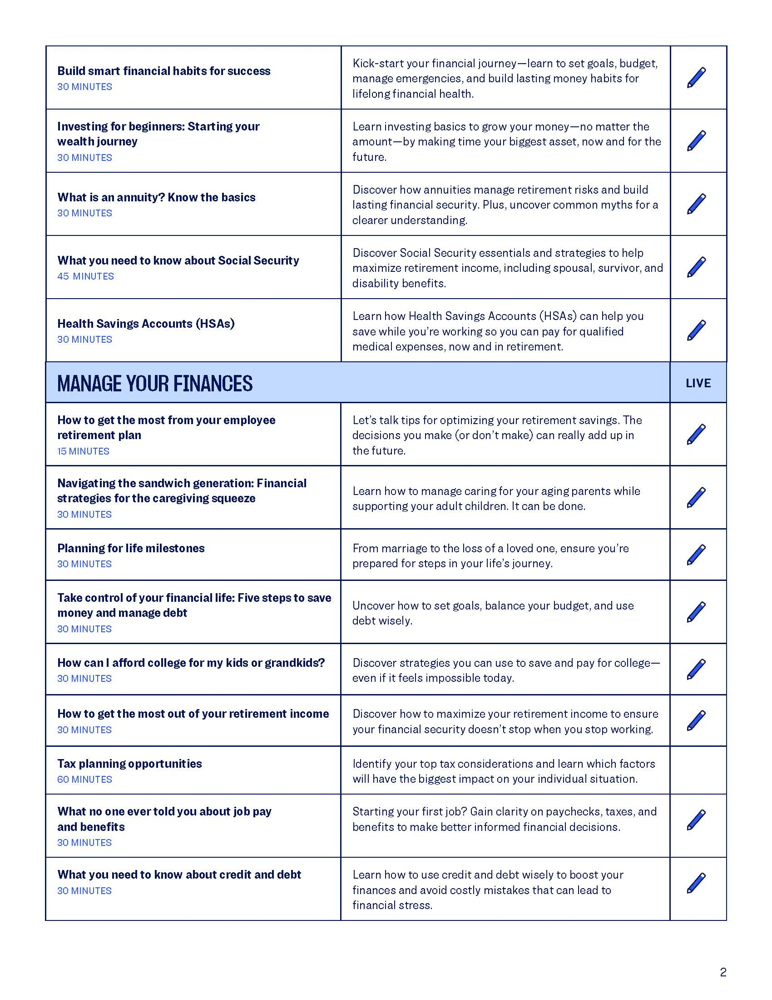 Build smart financial habits for success
30 MINUTES
Kick-start your financial journey—learn to set goals, budget,
manage emergencies, and build lasting money habits for
lifelong financial health.
Investing for beginners: Starting your
wealth journey
30 MINUTES
Learn investing basics to grow your money—no matter the
amount—by making time your biggest asset, now and for the
future.
What is an annuity? Know the basics
30 MINUTES
Discover how annuities manage retirement risks and build
lasting financial security. Plus, uncover common myths for a
clearer understanding.
What you need to know about Social Security
45 MINUTES
Discover Social Security essentials and strategies to help
maximize retirement income, including spousal, survivor, and
disability benefits.
Health Savings Accounts (HSAs)
30 MINUTES
Learn how Health Savings Accounts (HSAs) can help you
save while you’re working so you can pay for qualified
medical expenses, now and in retirement.
MANAGE YOUR FINANCES
LIVE
How to get the most from your employee
retirement plan
15 MINUTES
Let’s talk tips for optimizing your retirement savings. The
decisions you make (or don’t make) can really add up in
the future.
Navigating the sandwich generation: Financial
strategies for the caregiving squeeze
30 MINUTES
Learn how to manage caring for your aging parents while
supporting your adult children. It can be done.
Planning for life milestones
30 MINUTES
From marriage to the loss of a loved one, ensure you’re
prepared for steps in your life’s journey.
Take control of your financial life: Five steps to save
money and manage debt
30 MINUTES
Uncover how to set goals, balance your budget, and use
debt wisely.
How can I afford college for my kids or grandkids?
30 MINUTES
Discover strategies you can use to save and pay for college—
even if it feels impossible today.
How to get the most out of your retirement income
30 MINUTES
Discover how to maximize your retirement income to ensure
your financial security doesn’t stop when you stop working.
Tax planning opportunities
60 MINUTES
Identify your top tax considerations and learn which factors
will have the biggest impact on your individual situation.
What no one ever told you about job pay
and benefits
30 MINUTES
Starting your first job? Gain clarity on paychecks, taxes, and
benefits to make better informed financial decisions.
What you need to know about credit and debt
30 MINUTES
Learn how to use credit and debt wisely to boost your
finances and avoid costly mistakes that can lead to
financial stress.
2